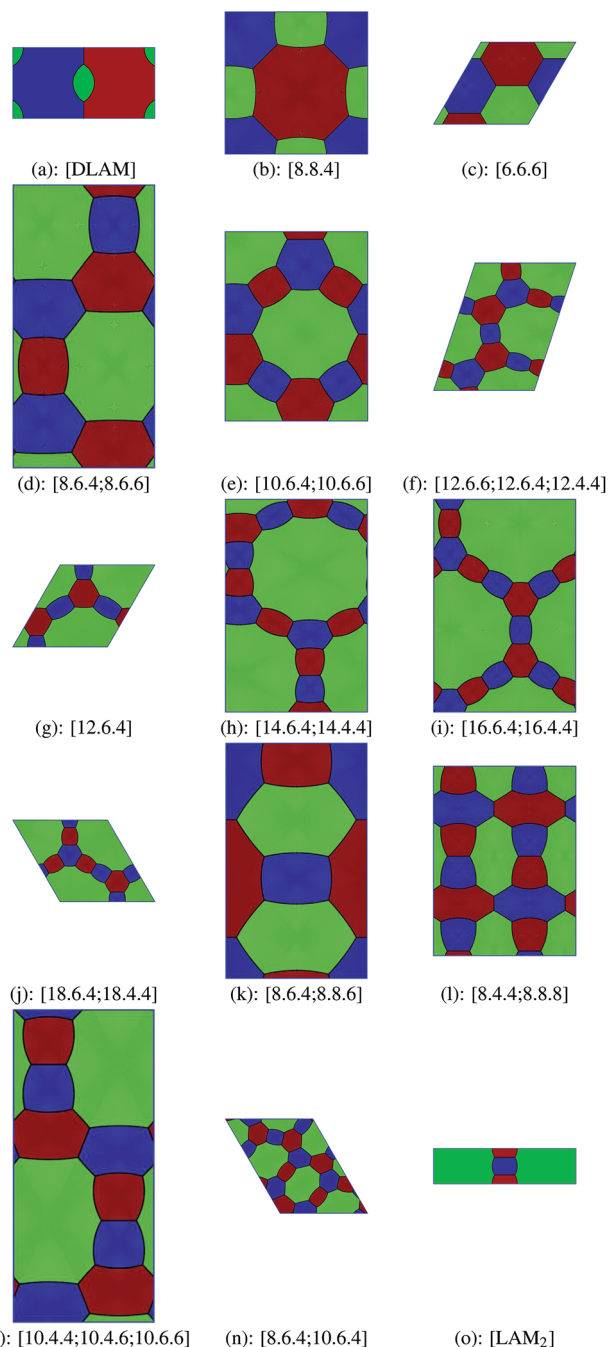 (a): [DLAM] (b): [8.8.4] (c): [6.6.6]
(d): [8.6.4;8.6.6] (e): [10.6.4;10.6.6] (f): [12.6.6;12.6.4;12.4.4]
(g): [12.6.4] (h): [14.6.4;14.4.4] (i): [16.6.4;16.4.4]
(j): [18.6.4;18.4.4] (k): [8.6.4;8.8.6] (l): [8.4.4;8.8.8]
): [10.4.4;10.4.6;10.6.6] (n): [8.6.4;10.6.4] (o): [LAM₂]